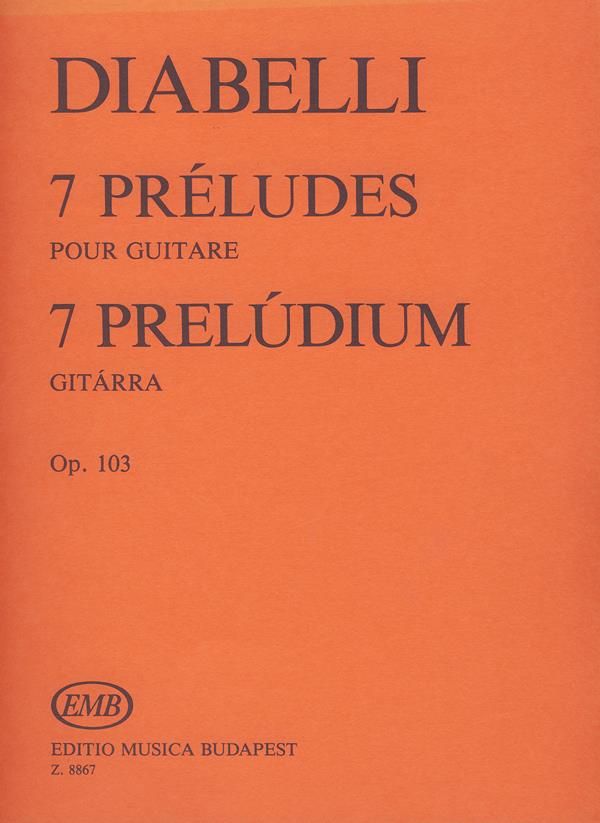 DIABELLI
7 PRÉLUDES
POUR GUITARE
7 PRELÚDIUM
GITÁRRA
Op. 103
EMB
EDITIO MUSICA BUDAPEST
Z. 8867